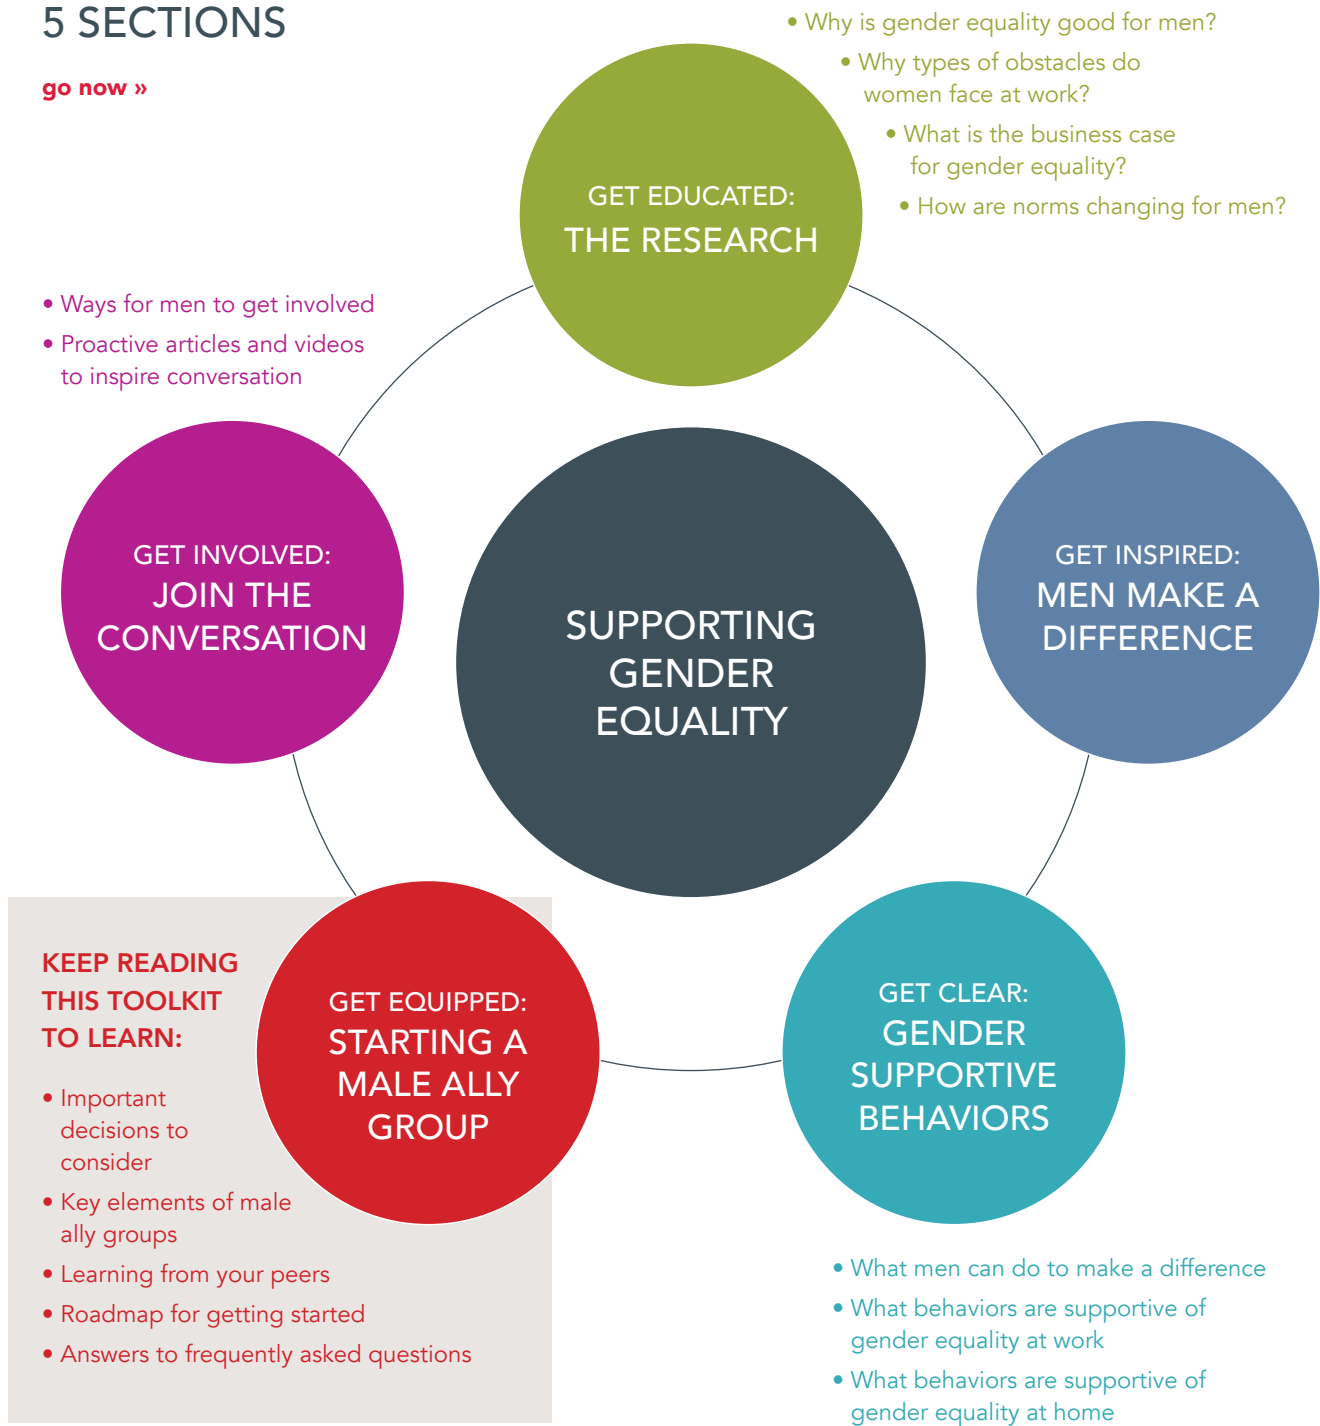 5 SECTIONS
go now »
• Why is gender equality good for men?
• Why types of obstacles do
women face at work?
• What is the business case
for gender equality?
• How are norms changing for men?
GET EDUCATED:
THE RESEARCH
• Ways for men to get involved
• Proactive articles and videos
to inspire conversation
GET INVOLVED:
JOIN THE
CONVERSATION
SUPPORTING
GENDER
EQUALITY
GET INSPIRED:
MEN MAKE A
DIFFERENCE
KEEP READING
THIS TOOLKIT
TO LEARN:
• Important
decisions to
consider
• Key elements of male
ally groups
• Learning from your peers
• Roadmap for getting started
• Answers to frequently asked questions
GET EQUIPPED:
STARTING A
MALE ALLY
GROUP
GET CLEAR:
GENDER
SUPPORTIVE
BEHAVIORS
• What men can do to make a difference
• What behaviors are supportive of
gender equality at work
• What behaviors are supportive of
gender equality at home